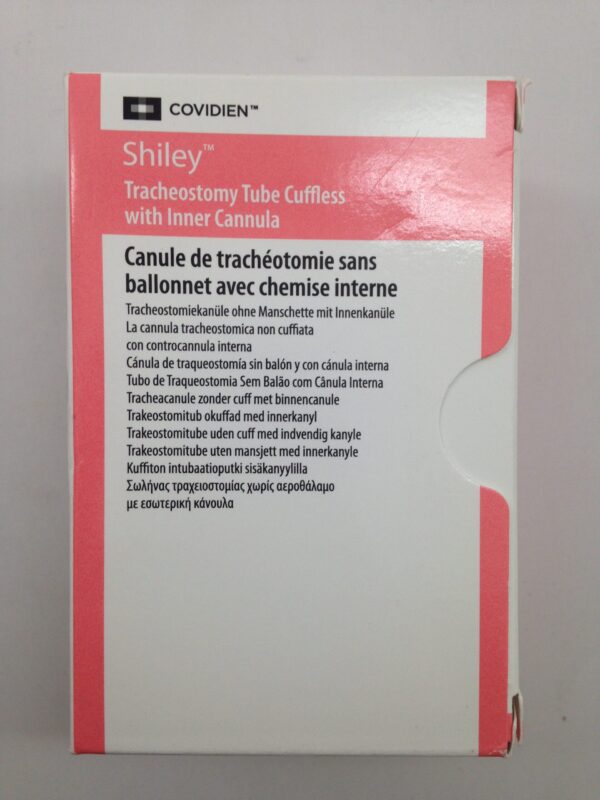 COVIDIEN™
Shiley™
Tracheostomy Tube Cuffless
with Inner Cannula
Canule de trachéotomie sans
ballonnet avec chemise interne
Tracheostomiekanüle ohne Manschette mit Innenkanüle
La cannula tracheostomica non cuffiata
con controcannula interna
Cánula de traqueostomía sin balón y con cánula interna
Tubo de Traqueostomia Sem Balão com Cânula Interna
Tracheacanule zonder cuff met binnencanule
Trakeostomitub okuffad med innerkanyl
Trakeostomitube uden cuff med indvendig kanyle
Trakeostomitube uten mansjett med innerkanyle
Kuffiton intubaatioputki sisäkanyylilla
Σωλήνας τραχειοστομίας χωρίς αεροθάλαμο
με εσωτερική κάνουλα